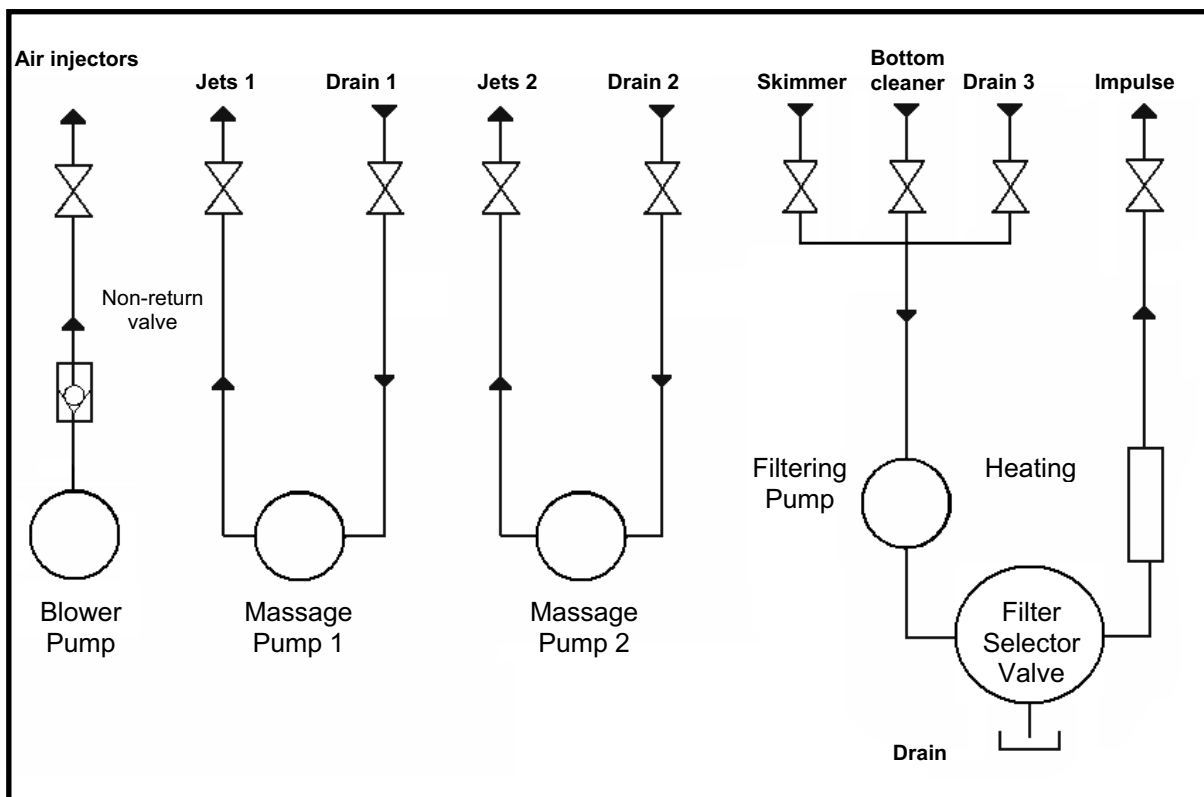 Air injectors
Jets 1
Drain 1
Jets 2
Drain 2
Skimmer
Bottom
cleaner
Drain 3
Impulse
Non-return
valve
Filtering
Pump
Heating
Blower
Pump
Massage
Pump 1
Massage
Pump 2
Filter
Selector
Valve
Drain